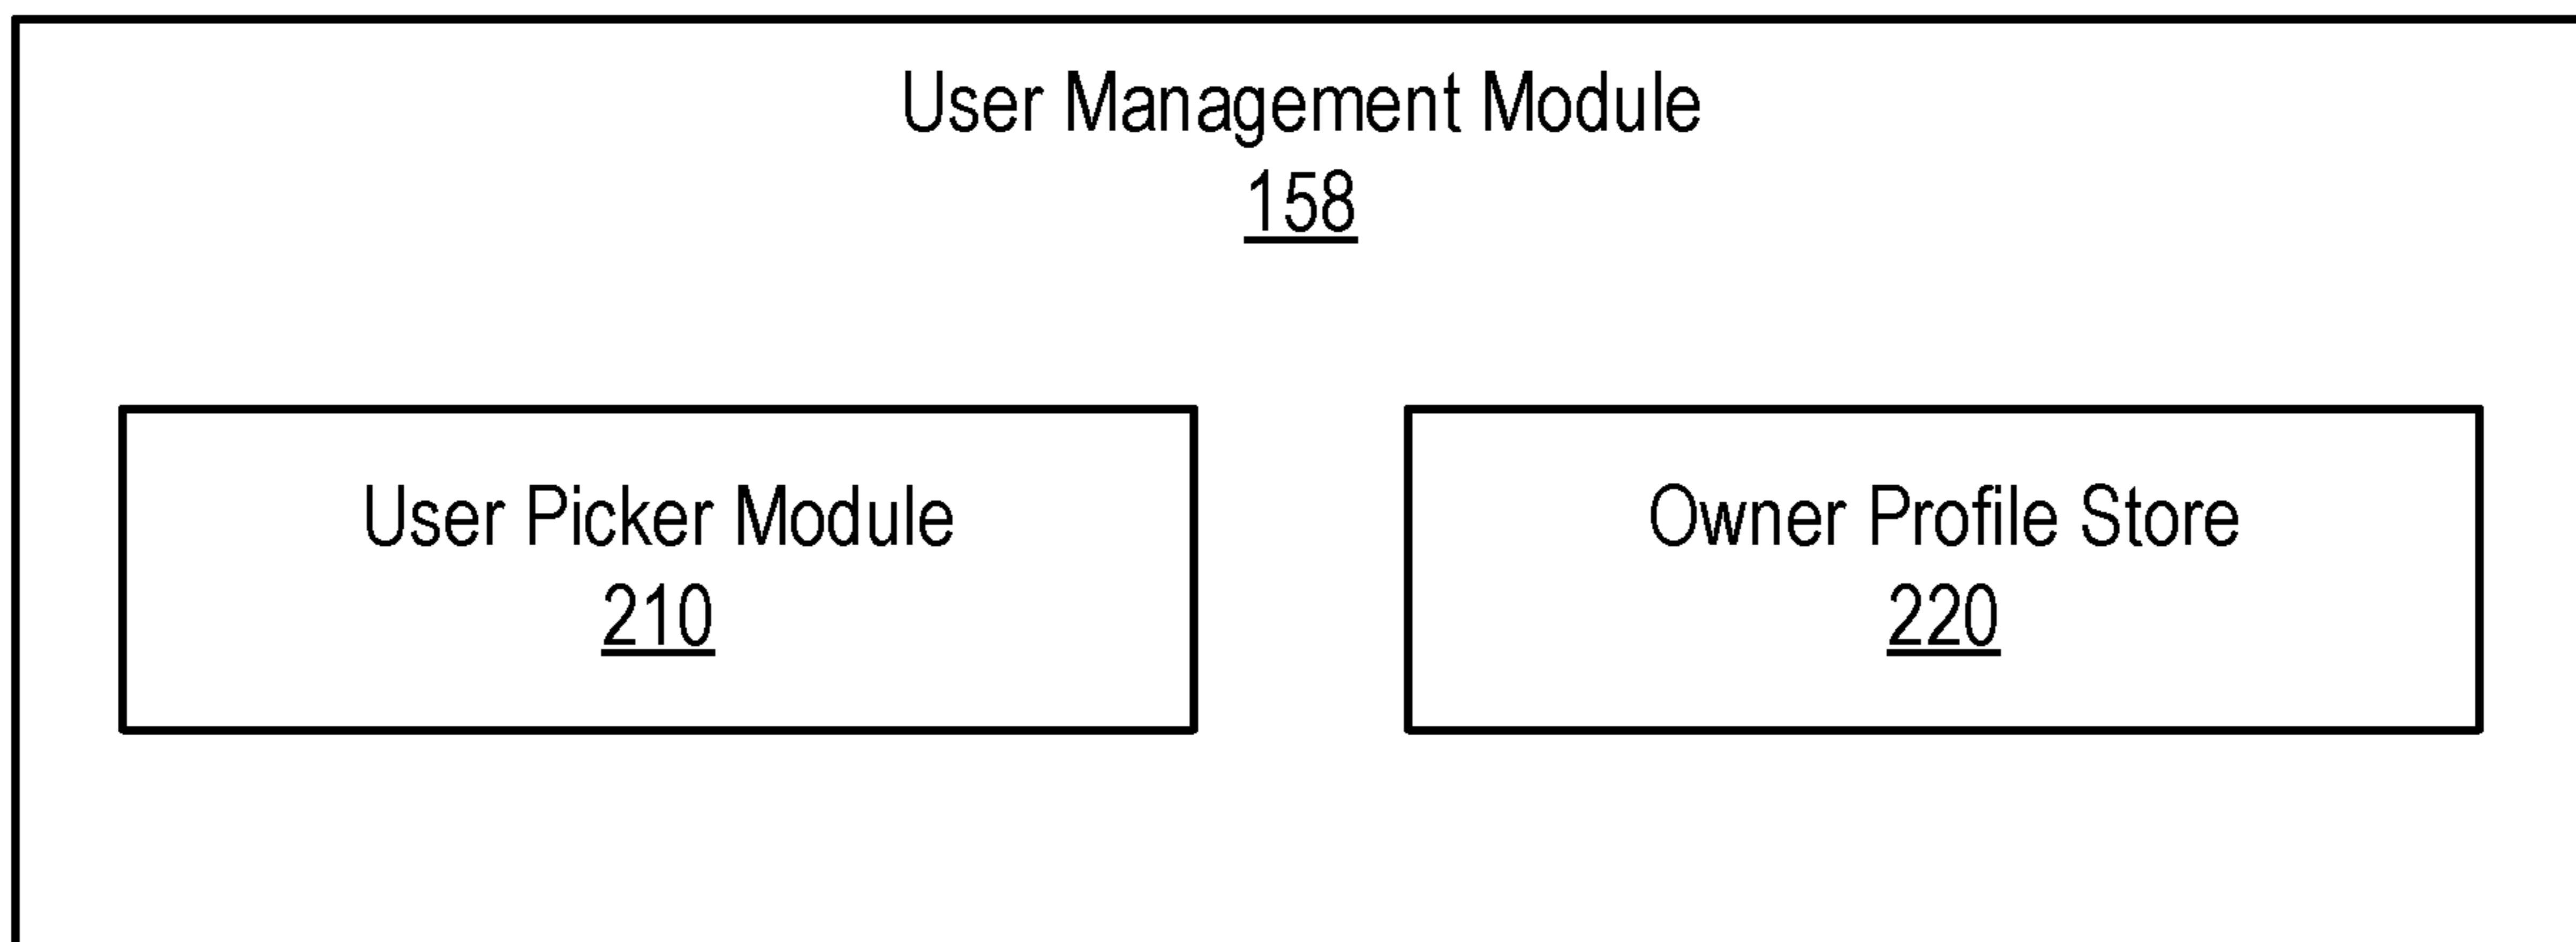 User Management Module
158
User Picker Module
210
Owner Profile Store
220